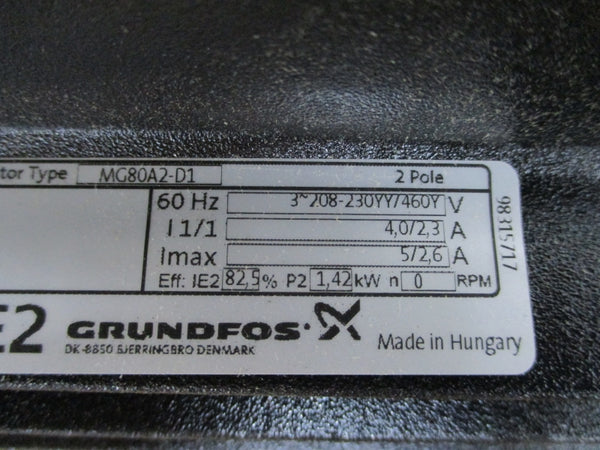 tor Type MG80A2-D1 2 Pole
60 Hz 3~208-230YY/460Y V
I 1/1 4,0/2,3 A
Imax 5/2,6 A
Eff: IE2 82,5% P2 1,42 kW n 0 RPM
E2 GRUNDFOS
DK-8850 BJERRINGBRO DENMARK
Made in Hungary
98315717